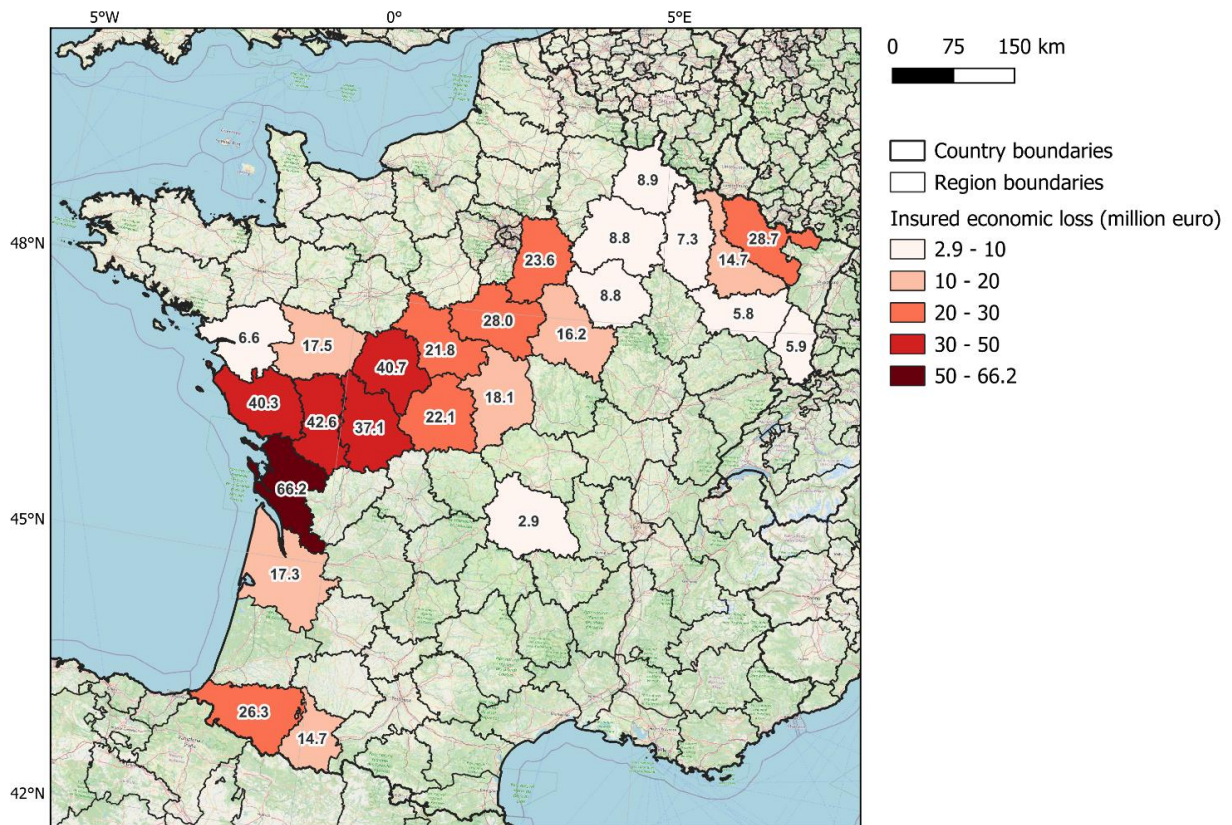 5°W 0° 5°E
0 75 150 km
48°N
45°N
42°N
Country boundaries
Region boundaries
Insured economic loss (million euro)
2.9 - 10
10 - 20
20 - 30
30 - 50
50 - 66.2
8.9
8.8
7.3
28.7
14.7
23.6
8.8
5.8
5.9
28.0
16.2
6.6
17.5
21.8
40.7
18.1
22.1
40.3
42.6
37.1
66.2
2.9
17.3
26.3
14.7